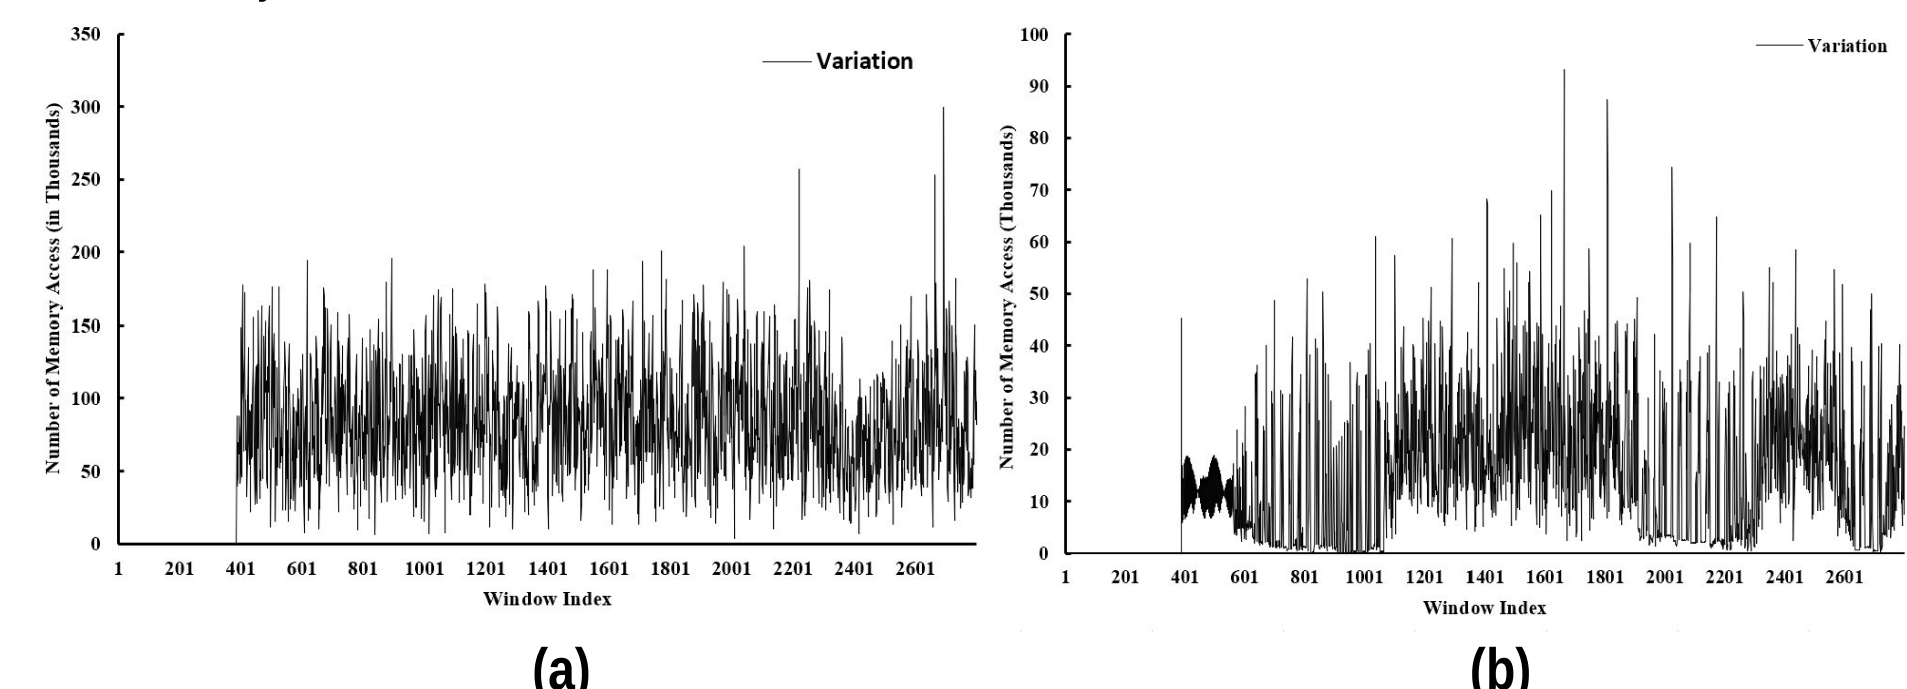 350
300
250
200
150
100
50
0
Number of Memory Access (in Thousands)
Variation
1 201 401 601 801 1001 1201 1401 1601 1801 2001 2201 2401 2601
Window Index
(a)
100
90
80
70
60
50
40
30
20
10
0
Number of Memory Access (Thousands)
Variation
1 201 401 601 801 1001 1201 1401 1601 1801 2001 2201 2401 2601
Window Index
(b)